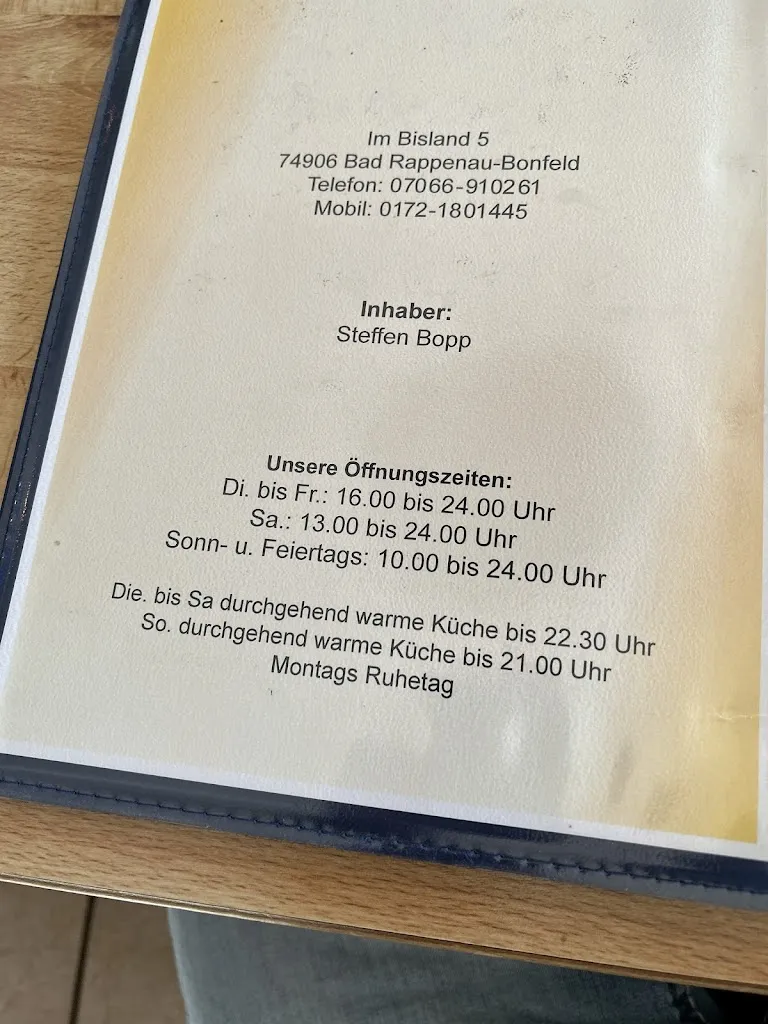 Im Bisland 5
74906 Bad Rappenau-Bonfeld
Telefon: 07066-910261
Mobil: 0172-1801445
Inhaber:
Steffen Bopp
Unsere Öffnungszeiten:
Di. bis Fr.: 16.00 bis 24.00 Uhr
Sa.: 13.00 bis 24.00 Uhr
Sonn- u. Feiertags: 10.00 bis 24.00 Uhr
Die. bis Sa durchgehend warme Küche bis 22.30 Uhr
So. durchgehend warme Küche bis 21.00 Uhr
Montags Ruhetag